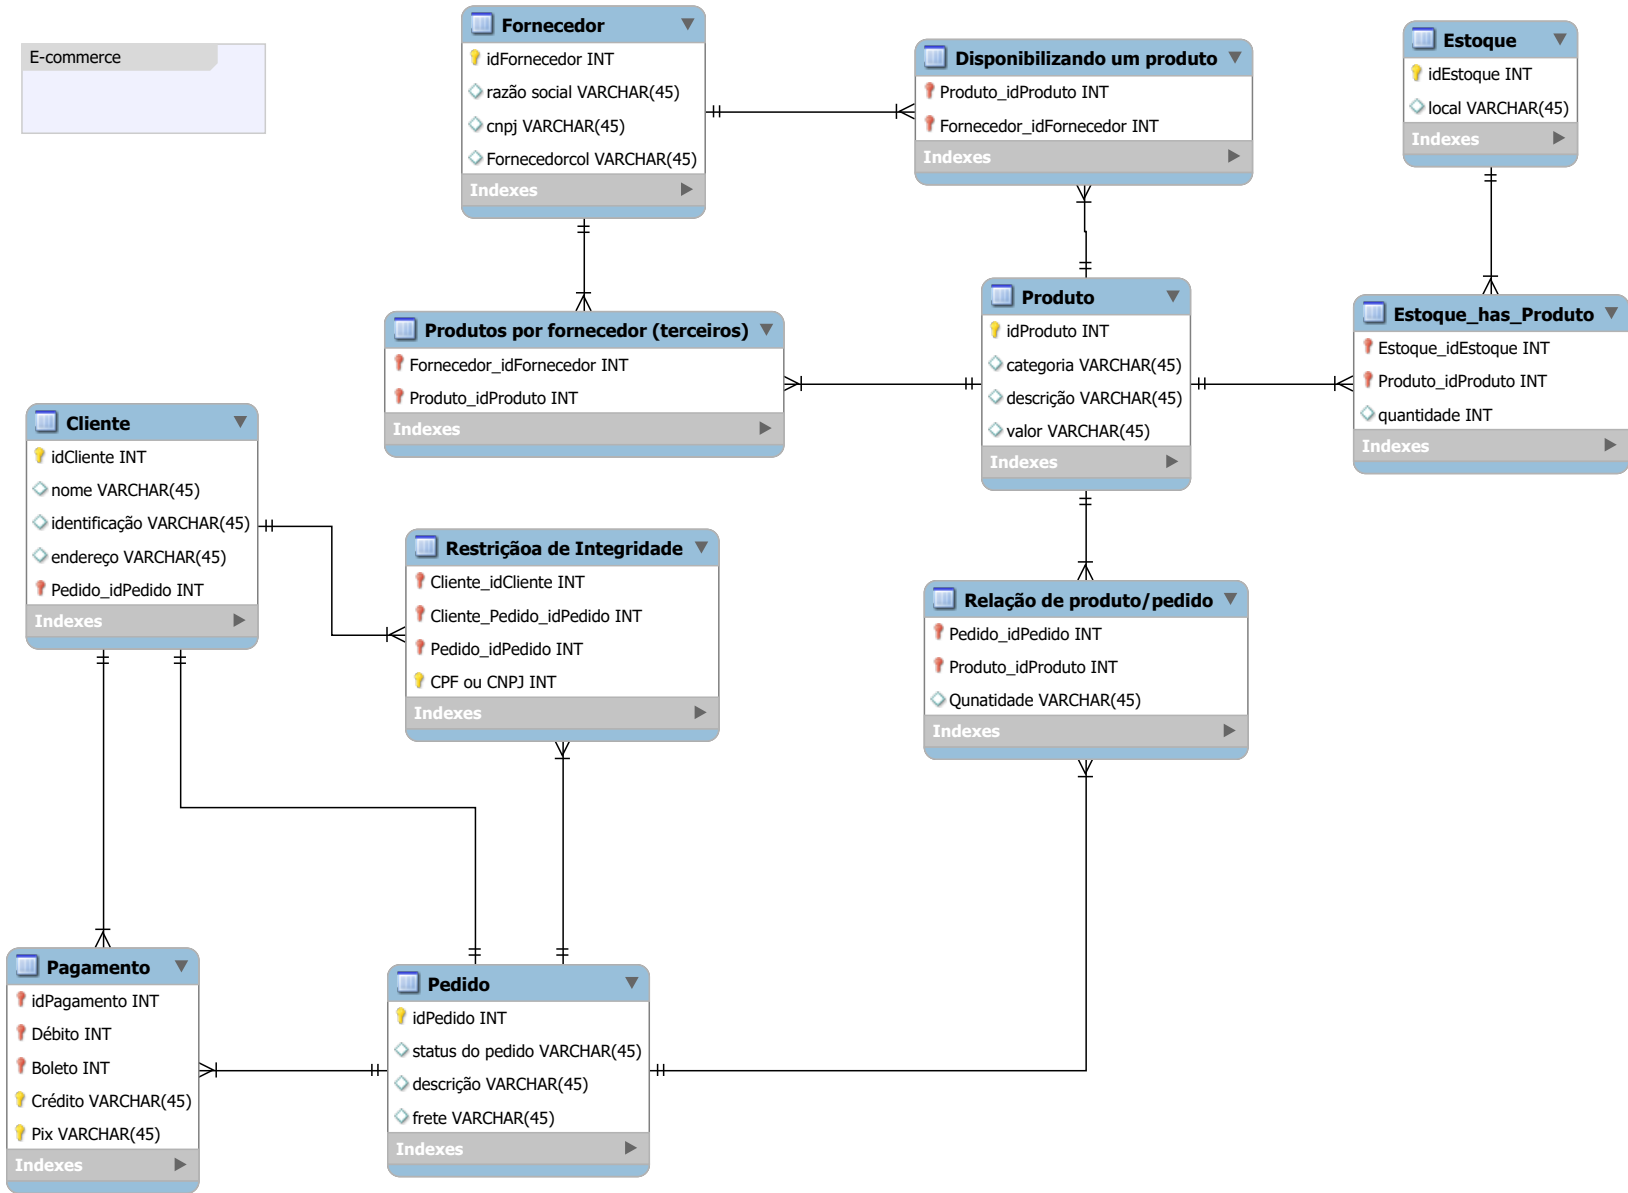 E-commerce
Fornecedor
idFornecedor INT
razão social VARCHAR(45)
cnpj VARCHAR(45)
Fornecedorcol VARCHAR(45)
Indexes
Disponibilizando um produto
Produto_idProduto INT
Fornecedor_idFornecedor INT
Indexes
Estoque
idEstoque INT
local VARCHAR(45)
Indexes
Produtos por fornecedor (terceiros)
Fornecedor_idFornecedor INT
Produto_idProduto INT
Indexes
Produto
idProduto INT
categoria VARCHAR(45)
descrição VARCHAR(45)
valor VARCHAR(45)
Indexes
Estoque_has_Produto
Estoque_idEstoque INT
Produto_idProduto INT
quantidade INT
Indexes
Cliente
idCliente INT
nome VARCHAR(45)
identificação VARCHAR(45)
endereço VARCHAR(45)
Pedido_idPedido INT
Indexes
Restriçãoa de Integridade
Cliente_idCliente INT
Cliente_Pedido_idPedido INT
Pedido_idPedido INT
CPF ou CNPJ INT
Indexes
Relação de produto/pedido
Pedido_idPedido INT
Produto_idProduto INT
Qunatidade VARCHAR(45)
Indexes
Pagamento
idPagamento INT
Débito INT
Boleto INT
Crédito VARCHAR(45)
Pix VARCHAR(45)
Indexes
Pedido
idPedido INT
status do pedido VARCHAR(45)
descrição VARCHAR(45)
frete VARCHAR(45)
Indexes